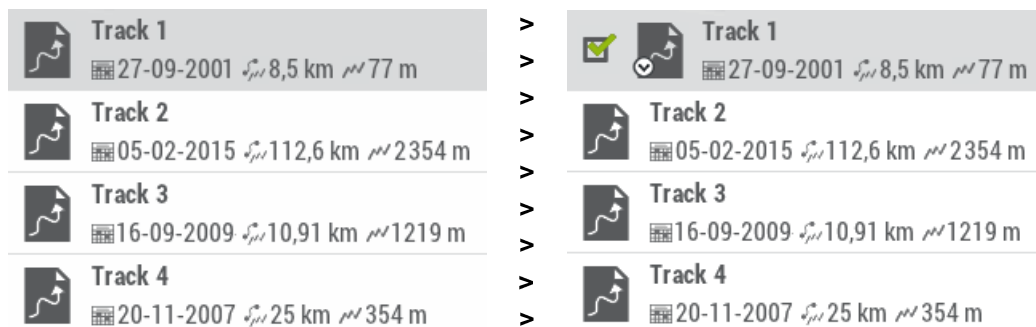 Track 1
27-09-2001 8,5 km 77 m
Track 2
05-02-2015 112,6 km 2354 m
Track 3
16-09-2009 10,91 km 1219 m
Track 4
20-11-2007 25 km 354 m
>
>
>
>
>
>
>
>
>
Track 1
27-09-2001 8,5 km 77 m
Track 2
05-02-2015 112,6 km 2354 m
Track 3
16-09-2009 10,91 km 1219 m
Track 4
20-11-2007 25 km 354 m